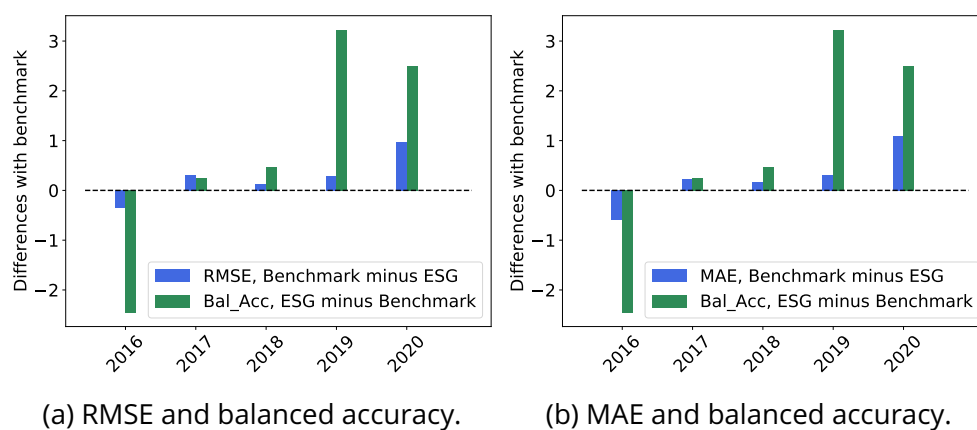 Differences with benchmark
3
2
1
0
−1
−2
RMSE, Benchmark minus ESG
Bal_Acc, ESG minus Benchmark
2016
2017
2018
2019
2020
(a) RMSE and balanced accuracy.
Differences with benchmark
3
2
1
0
−1
−2
MAE, Benchmark minus ESG
Bal_Acc, ESG minus Benchmark
2016
2017
2018
2019
2020
(b) MAE and balanced accuracy.